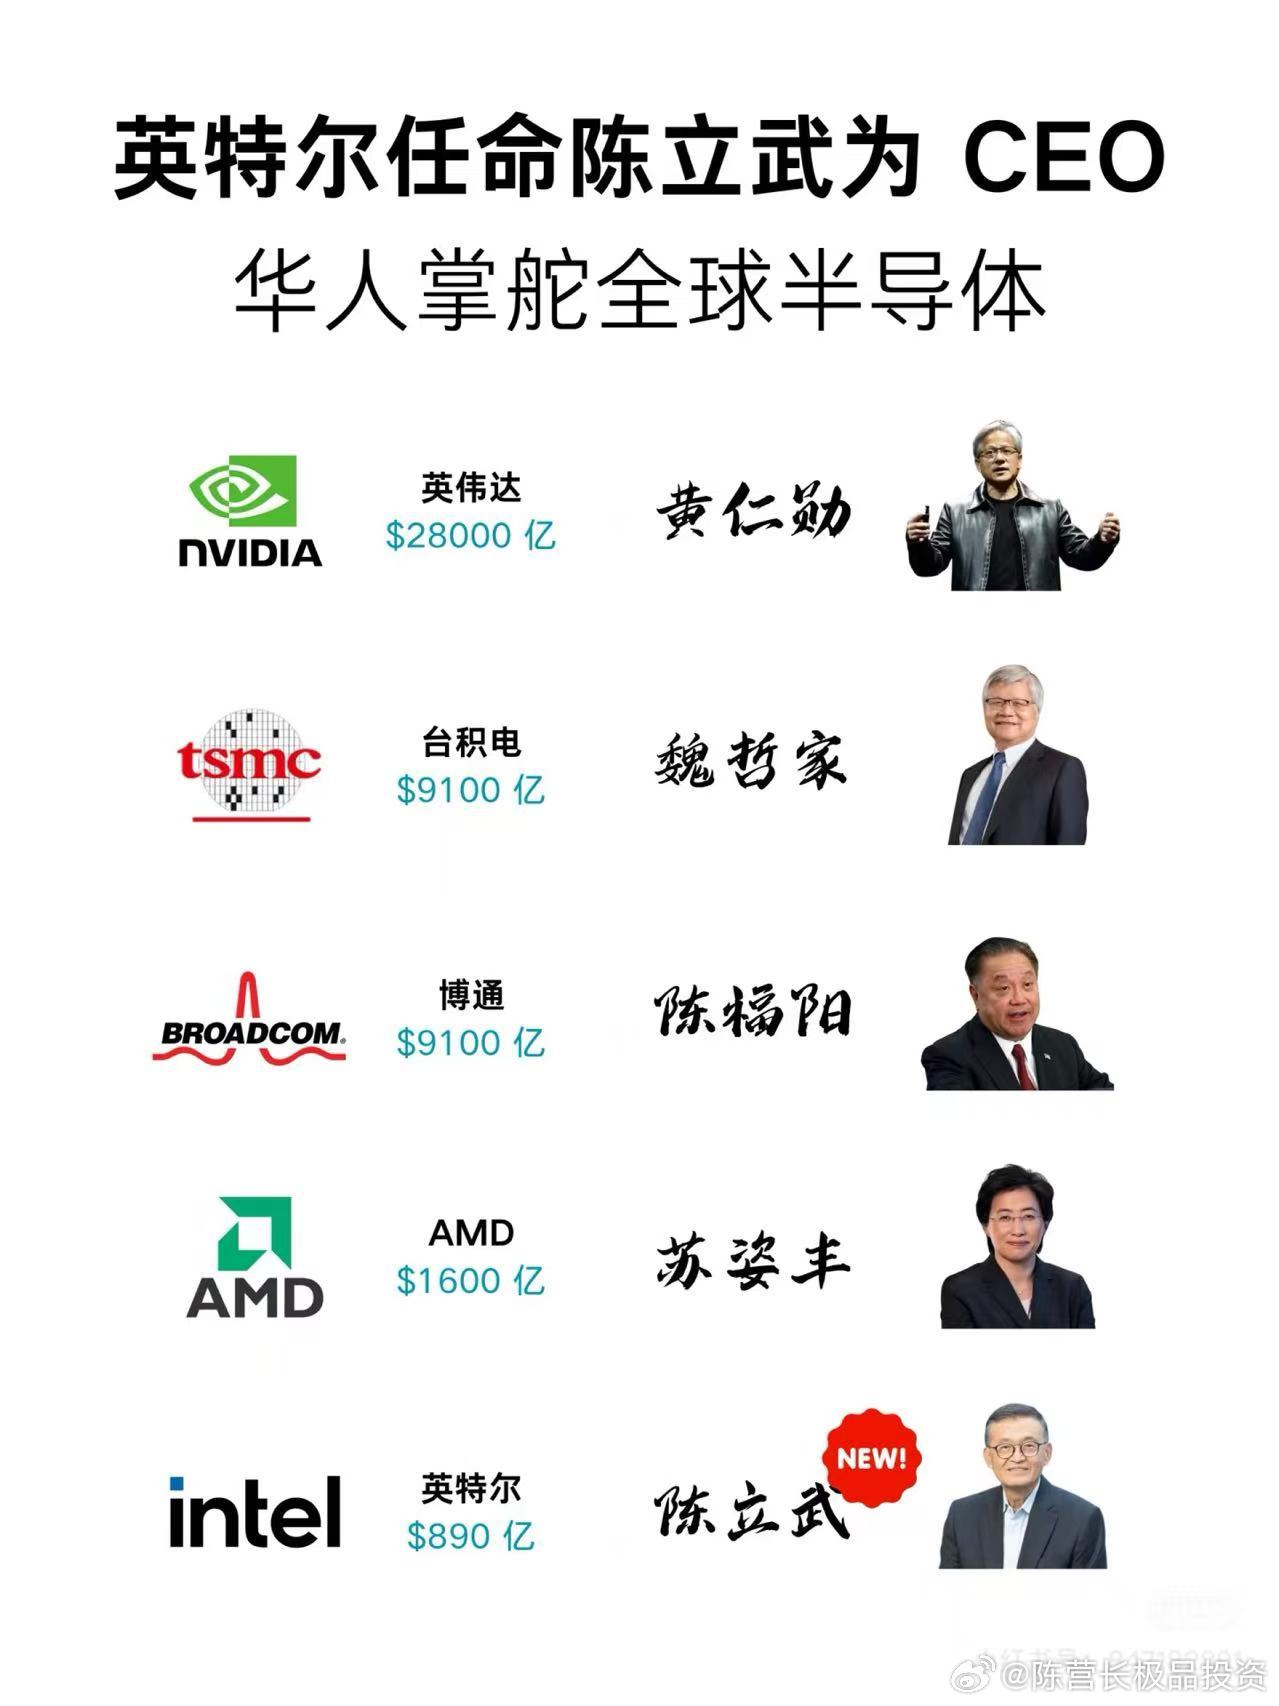 英特尔任命陈立武为 CEO
华人掌舵全球半导体
NVIDIA
英伟达
$28000 亿
黄仁勋
tsmc
台积电
$9100 亿
魏哲家
BROADCOM
博通
$9100 亿
陈福阳
AMD
AMD
$1600 亿
苏姿丰
intel
英特尔
$890 亿
陈立武
NEW!
@陈营长极品投资